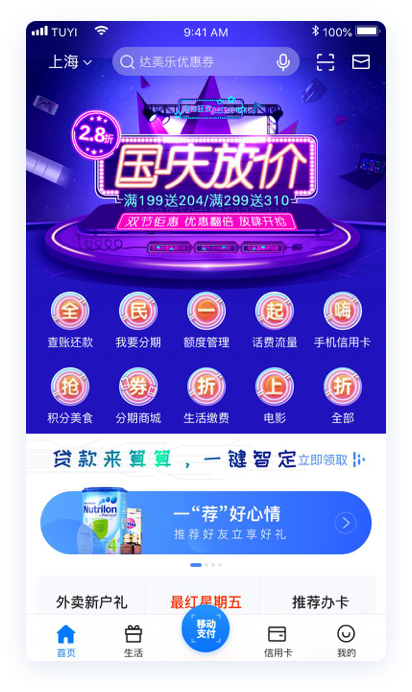 TUYI 9:41 AM 100%
上海 达美乐优惠券
2.8折
国庆放价
满199送204/满299送310
双节钜惠 优惠翻倍 放肆开抢
全 民 一 起 嗨
查账还款 我要分期 额度管理 话费流量 手机信用卡
抢 券 折 上 折
积分美食 分期商城 生活缴费 电影 全部
贷款来算算，一键智定 立即领取
Nutrilon
4
一“荐”好心情
推荐好友立享好礼
外卖新户礼 最红星期五 推荐办卡
移动
支付
首页 生活 信用卡 我的